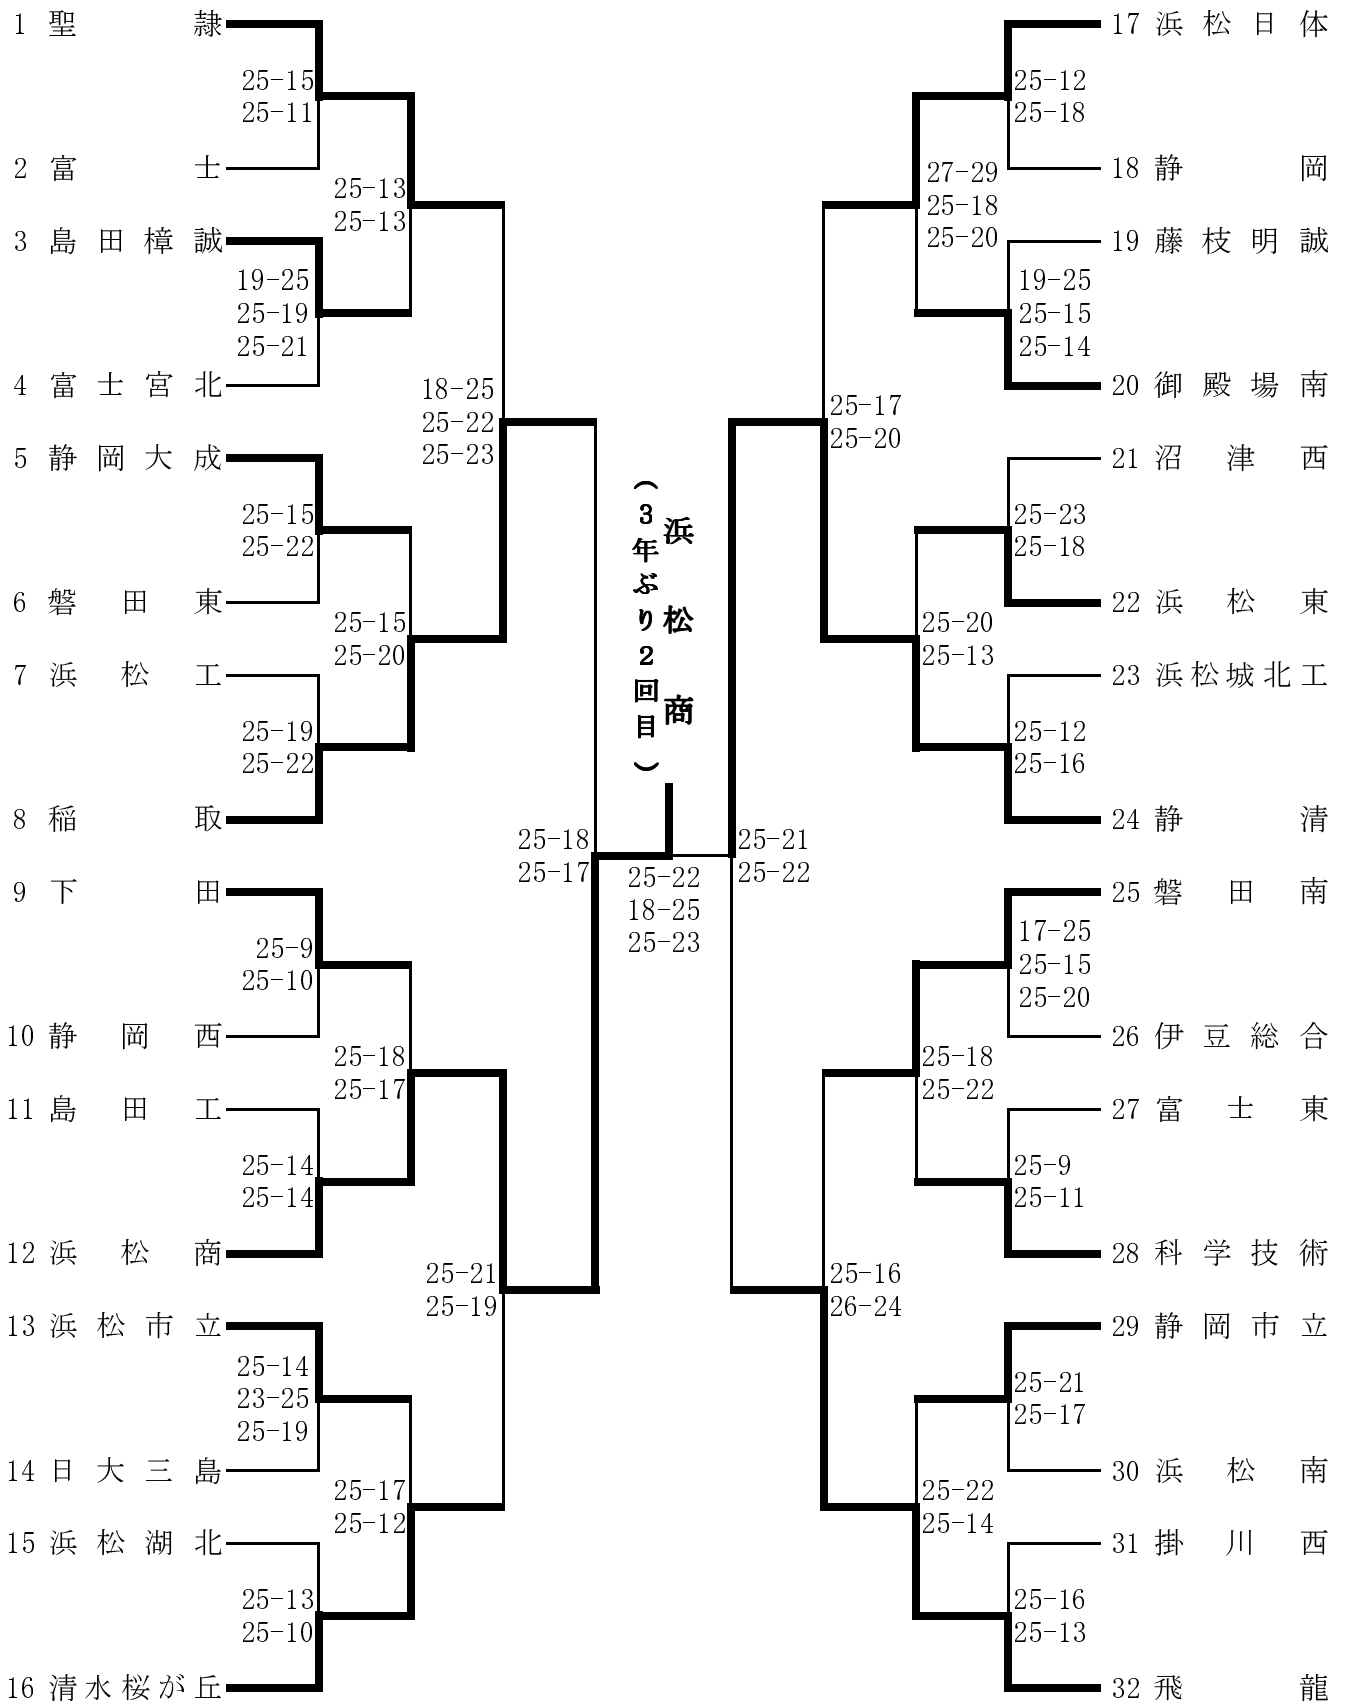 1 聖隷
25-15
25-11
2 富士
25-13
25-13
3 島田樟誠
19-25
25-19
25-21
4 富士宮北
18-25
25-22
25-23
5 静岡大成
25-15
25-22
6 磐田東
25-15
25-20
7 浜松工
25-19
25-22
8 稲取
25-18
25-17
9 下田
25-9
25-10
10 静岡西
25-18
25-17
11 島田工
25-14
25-14
12 浜松商
25-21
25-19
13 浜松市立
25-14
23-25
25-19
14 日大三島
25-17
25-12
15 浜松湖北
25-13
25-10
16 清水桜が丘
浜松商
(3年ぶり2回目)
25-22
18-25
25-23
17 浜松日体
25-12
25-18
18 静岡
27-29
25-18
25-20
19 藤枝明誠
19-25
25-15
25-14
20 御殿場南
25-17
25-20
21 沼津西
25-23
25-18
22 浜松東
25-20
25-13
23 浜松城北工
25-12
25-16
24 静清
25-21
25-22
25 磐田南
17-25
25-15
25-20
26 伊豆総合
25-18
25-22
27 富士東
25-9
25-11
28 科学技術
25-16
26-24
29 静岡市立
25-21
25-17
30 浜松南
25-22
25-14
31 掛川西
25-16
25-13
32 飛龍